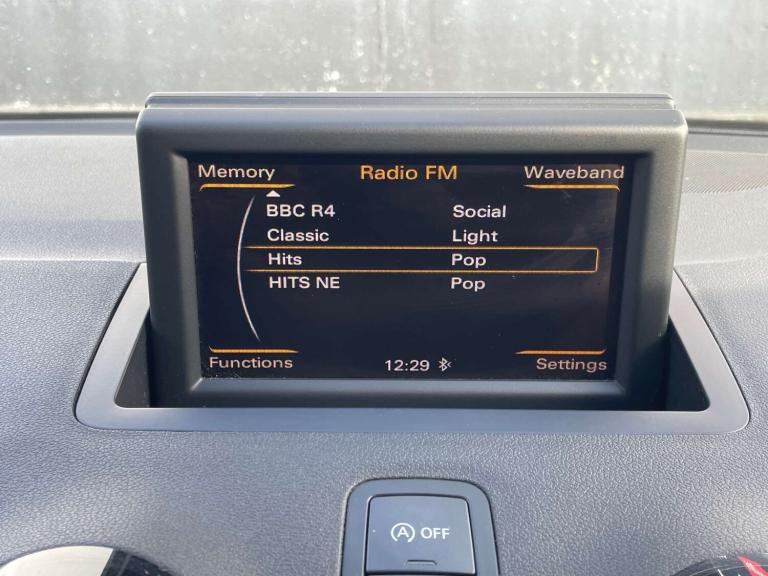 Memory Radio FM Waveband
BBC R4 Social
Classic Light
Hits Pop
HITS NE Pop
Functions 12:29 Settings
A OFF